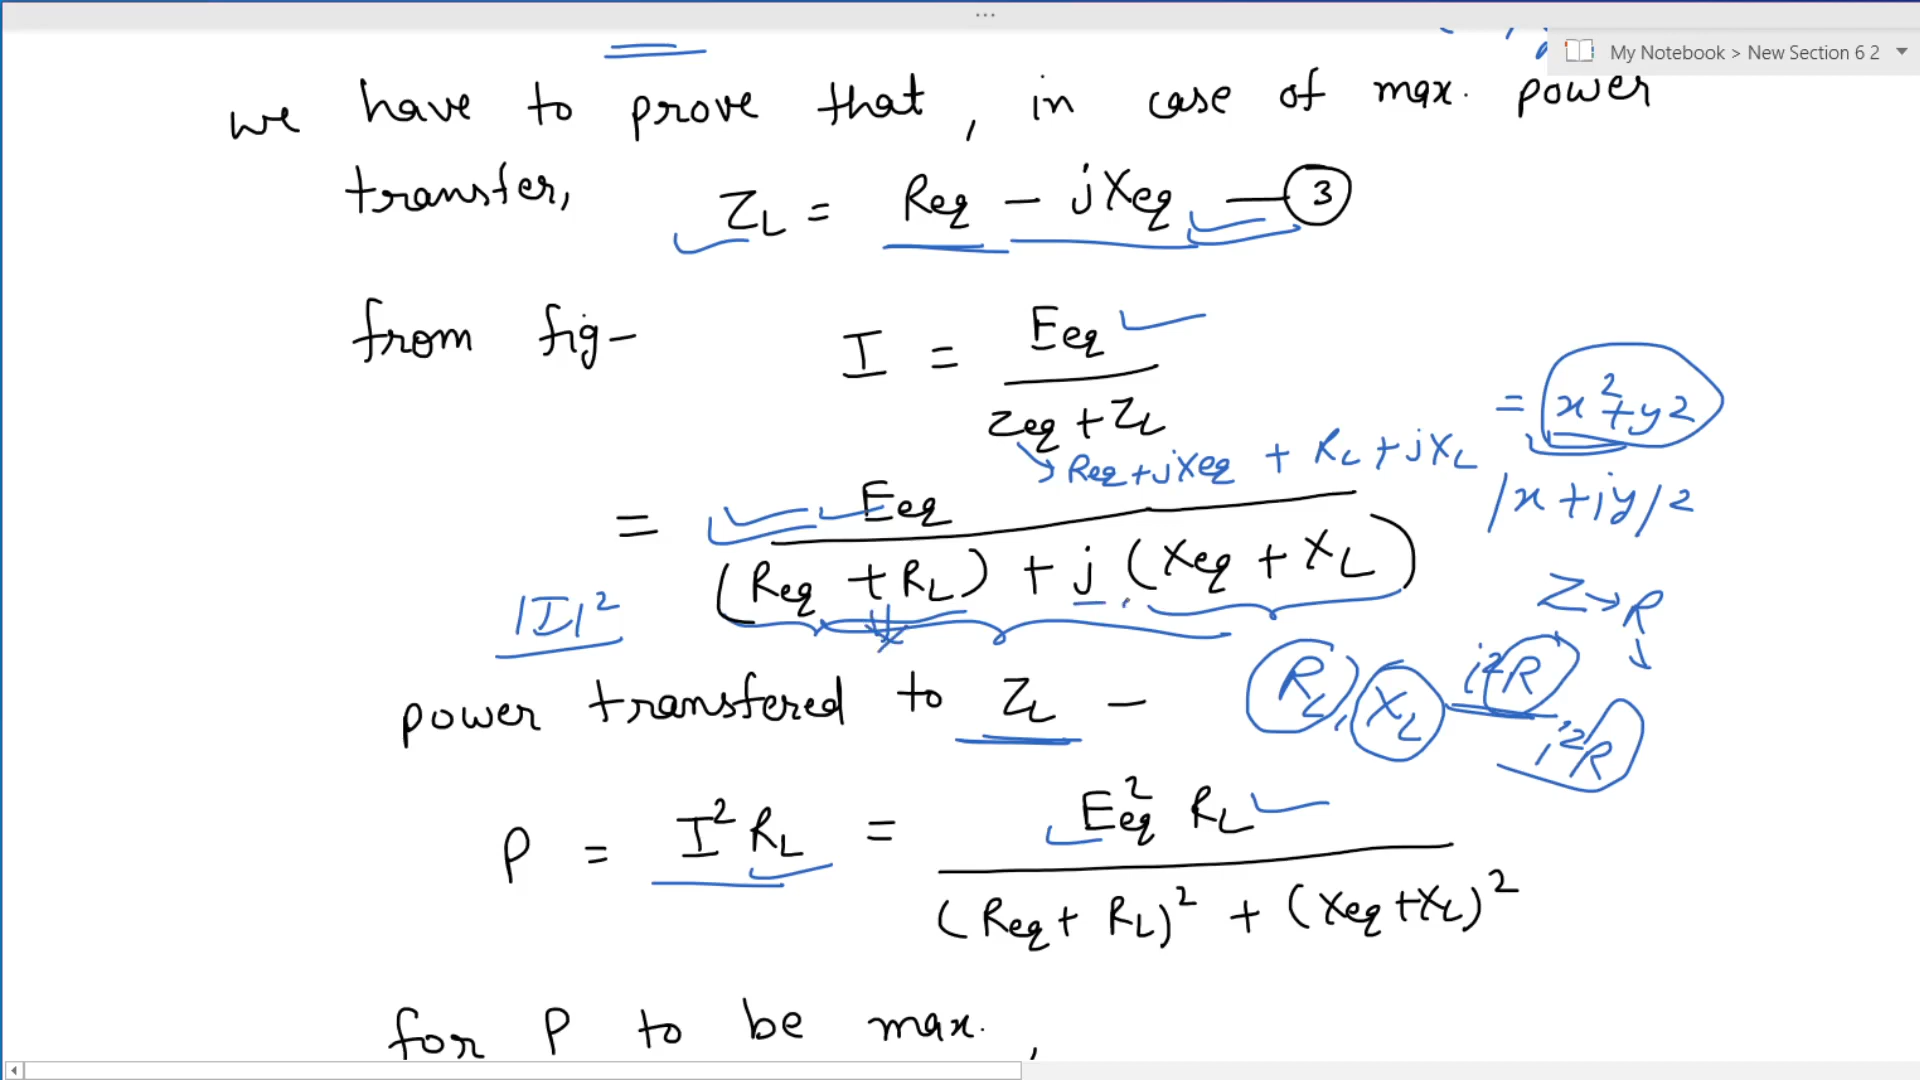 ...
My Notebook > New Section 6 2
we have to prove that, in case of max. power
transfer, ZL = Req - jXeq — 3
from fig- I = Eeq / Zeq + ZL
= x²+y2
→ Req+jXeq + RL+jXL
|x+jy|2
= Eeq / (Req + RL) + j (Xeq + XL)
|I|²
Z→R
power transfered to ZL - RL, XL i²R
i²R
P = I² RL = Eeq² RL / (Req+ RL)² + (Xeq+XL)²
for P to be max.,